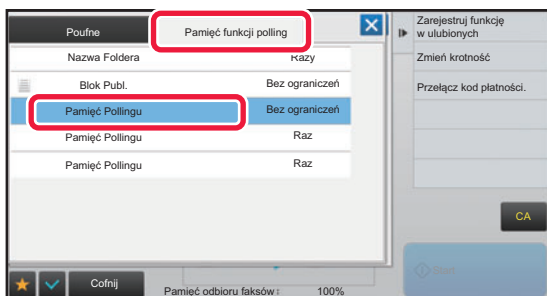 Poufne
Pamięć funkcji polling
Nazwa Foldera Razy
Blok Publ. Bez ograniczeń
Pamięć Pollingu Bez ograniczeń
Pamięć Pollingu Raz
Pamięć Pollingu Raz
Cofnij
Pamięć odbioru faksów : 100%
Zarejestruj funkcję
w ulubionych
Zmień krotność
Przełącz kod płatności.
CA
Start